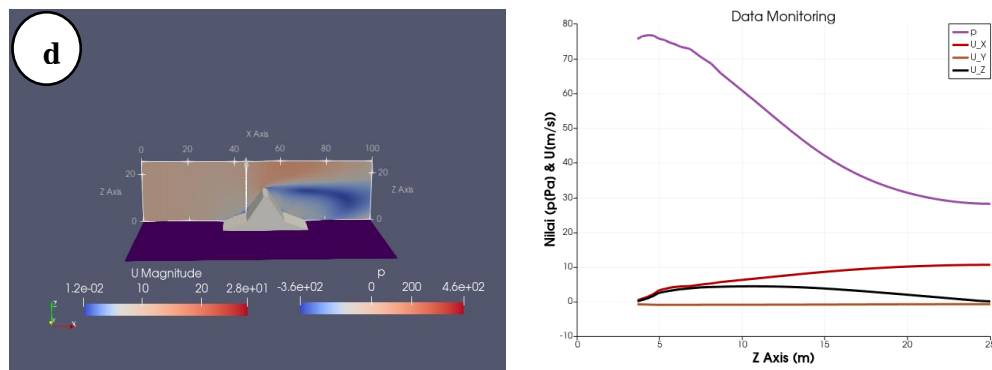 d
X Axis
0 20 40 60 80 100
20 20
Z Axis Z Axis
0 0
U Magnitude
1.2e-02 10 20 2.8e+01
p
-3.6e+02 0 200 4.6e+02
Data Monitoring
p
U_X
U_Y
U_Z
Nilai (p(Pa) & U(m/s))
80
70
60
50
40
30
20
10
0
-10
0 5 10 15 20 25
Z Axis (m)